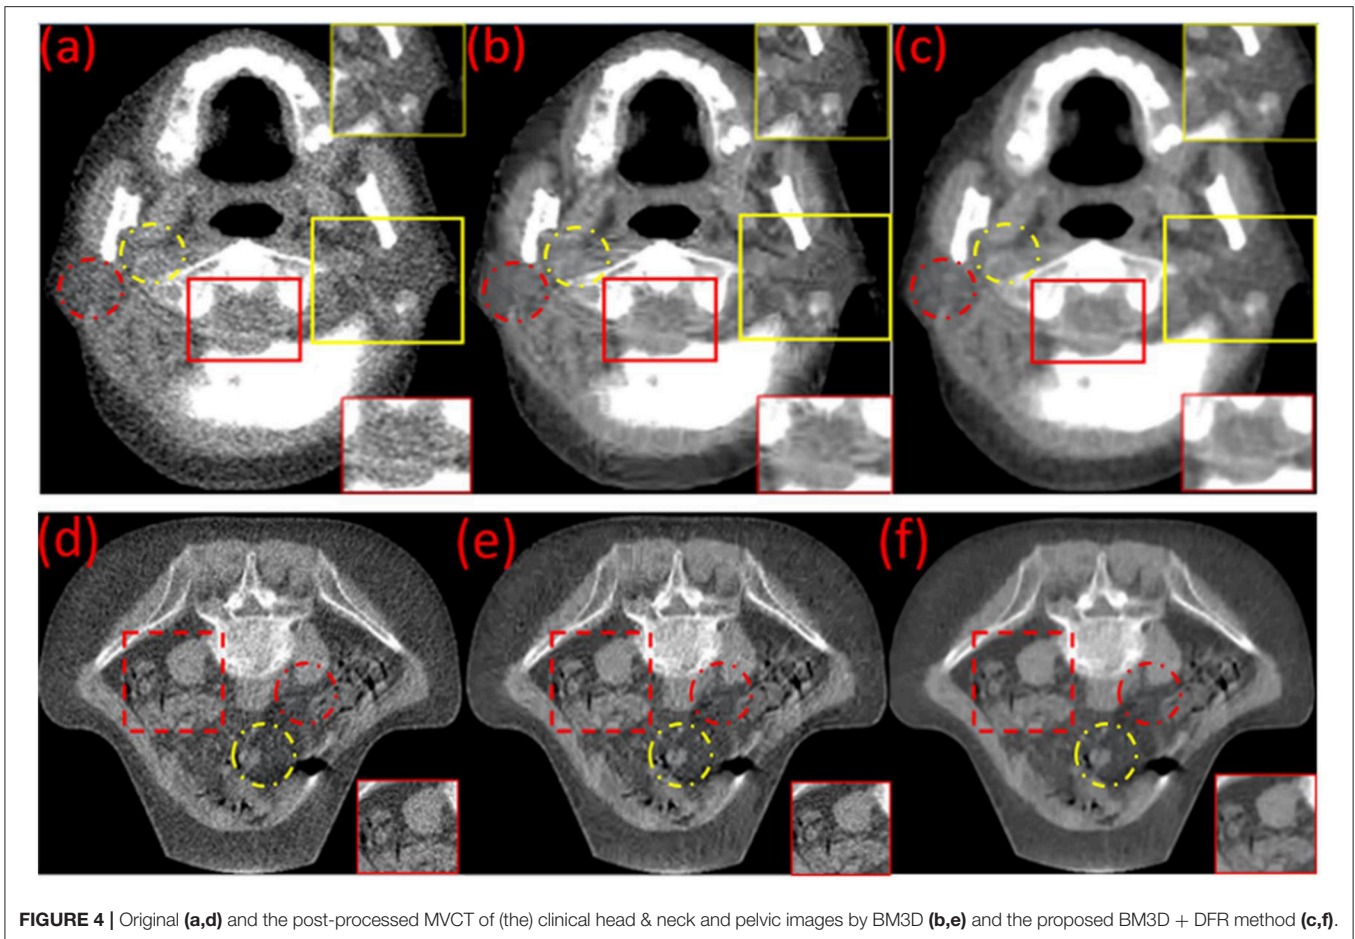 (a) (b) (c)
(d) (e) (f)
FIGURE 4 | Original (a,d) and the post-processed MVCT of (the) clinical head & neck and pelvic images by BM3D (b,e) and the proposed BM3D + DFR method (c,f).